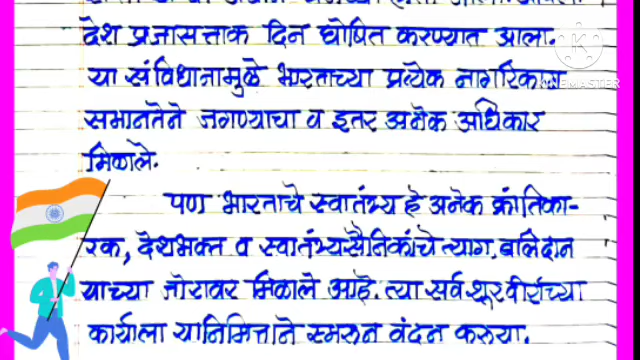 देश प्रजासत्ताक दिन घोषित करण्यात आला.
या संविधानामुळे भारताच्या प्रत्येक नागरिकाला
समानतेने जगण्याचा व इतर अनेक अधिकार
मिळाले.
पण भारताचे स्वातंत्र्य हे अनेक क्रांतिका-
रक, देशभक्त व स्वातंत्र्यसैनिकांचे त्याग, बलिदान
याच्या जोरावर मिळाले आहे. त्या सर्व शूरवीरांच्या
कार्याला यानिमित्ताने स्मरुन वंदन करुया.
KINEMASTER